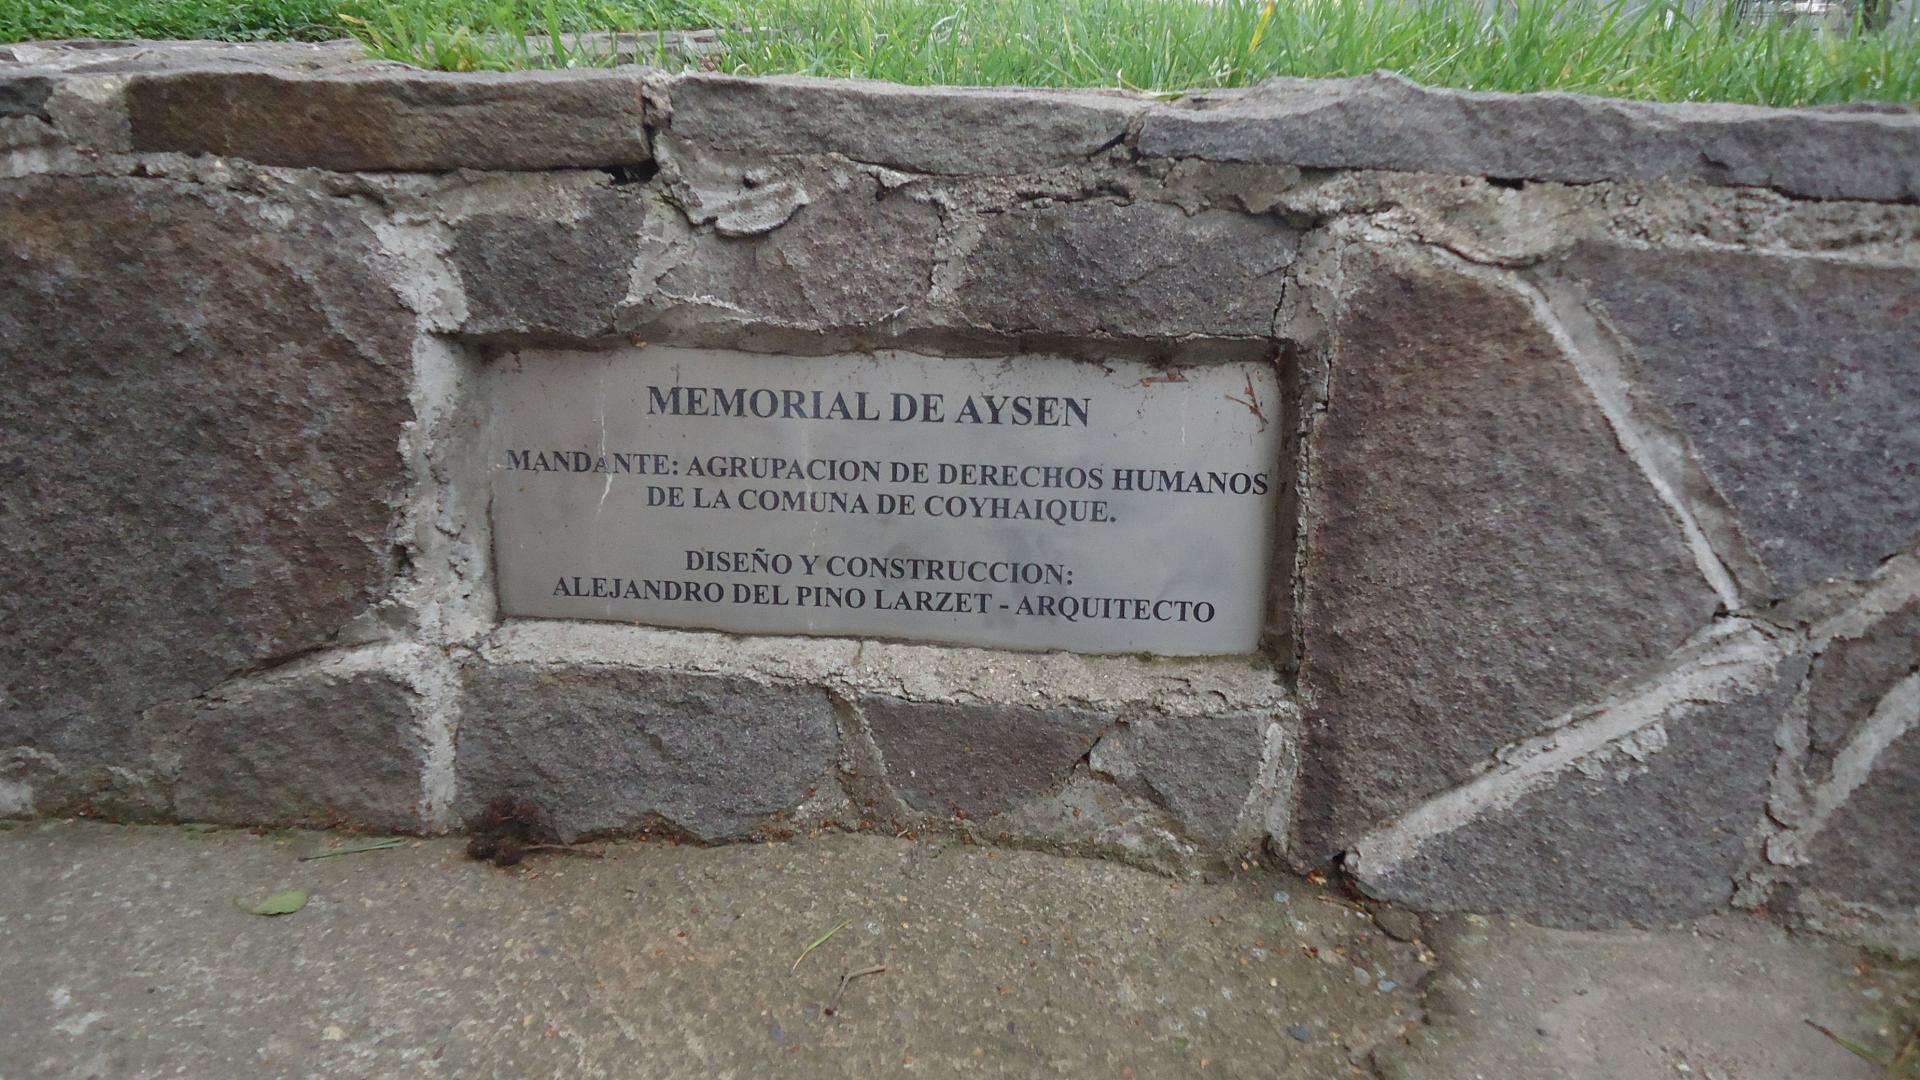 MEMORIAL DE AYSEN
MANDANTE: AGRUPACION DE DERECHOS HUMANOS
DE LA COMUNA DE COYHAIQUE.
DISEÑO Y CONSTRUCCION:
ALEJANDRO DEL PINO LARZET - ARQUITECTO